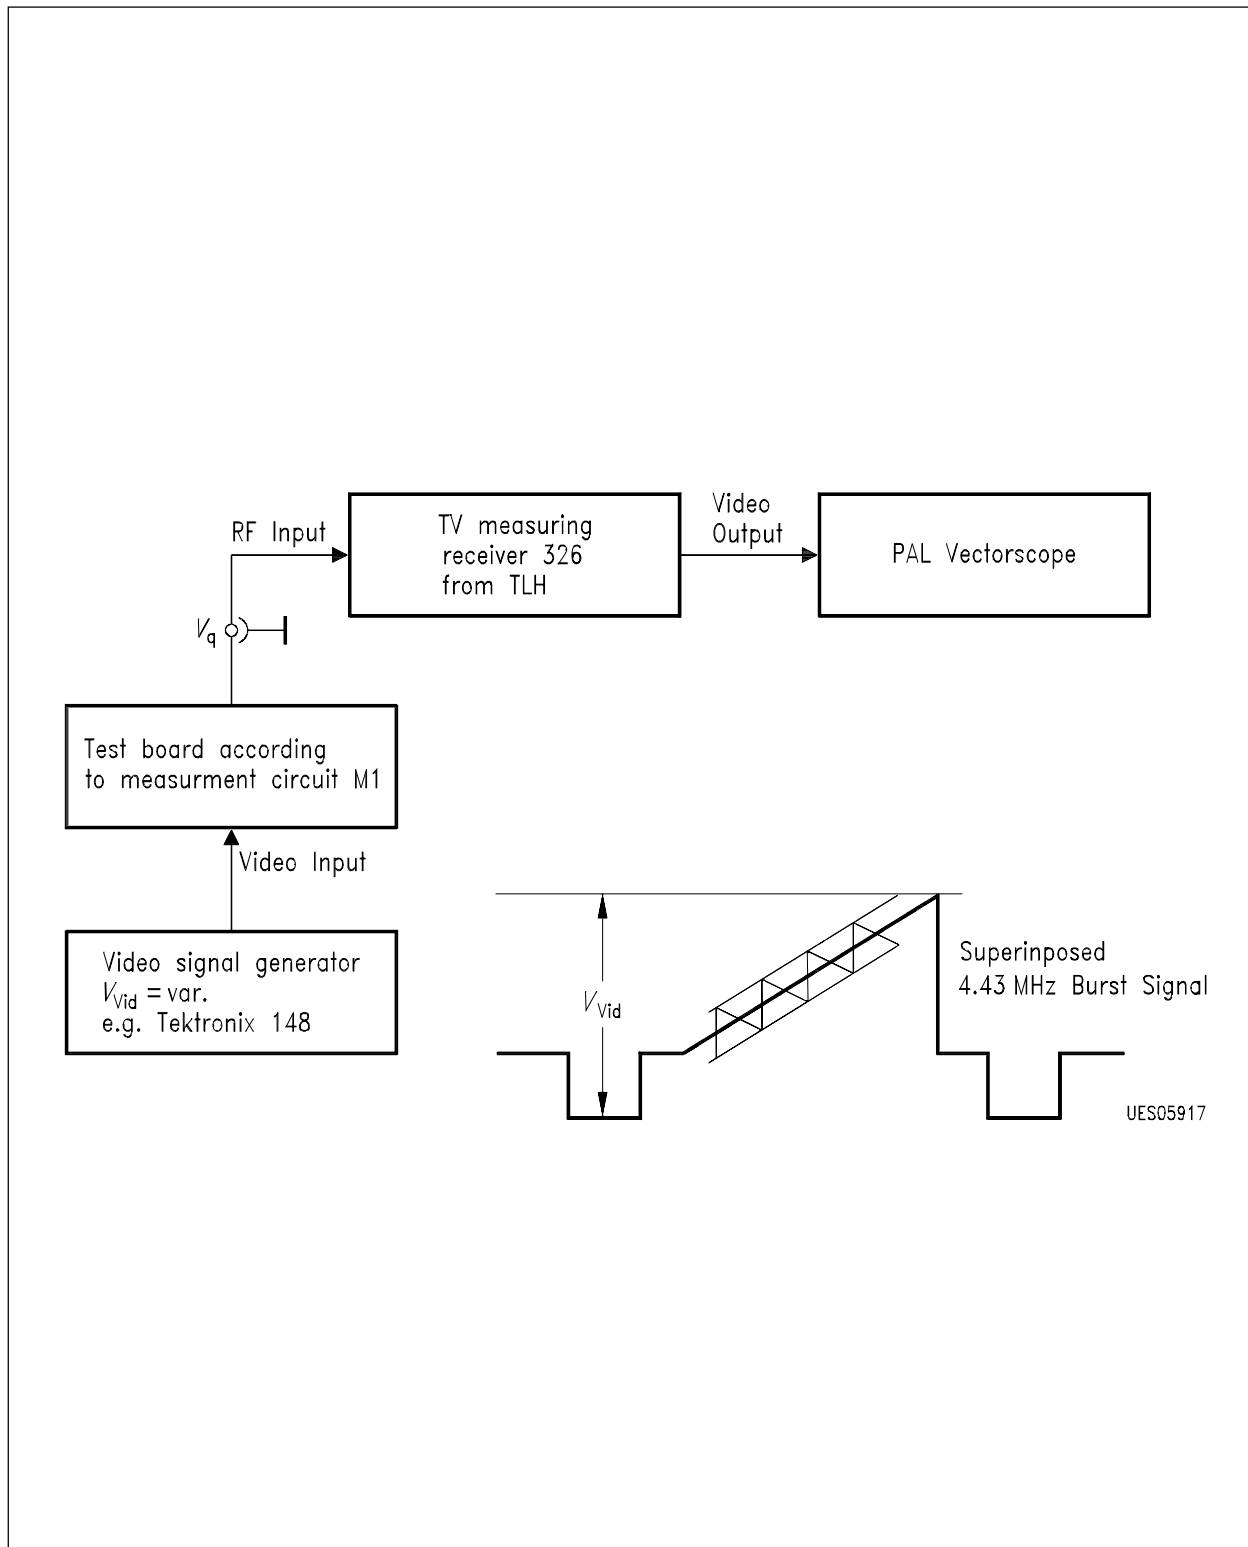 RF Input
TV measuring
receiver 326
from TLH
Video
Output
PAL Vectorscope
Vq
Test board according
to measurment circuit M1
Video Input
Video signal generator
VVid = var.
e.g. Tektronix 148
VVid
Superinposed
4.43 MHz Burst Signal
UES05917